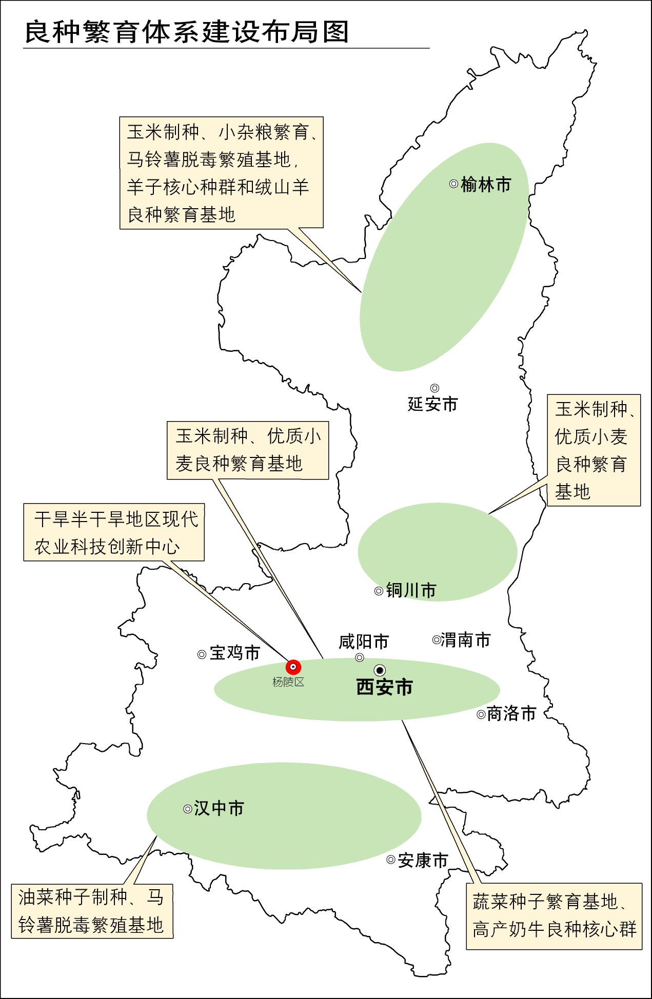 良种繁育体系建设布局图
玉米制种、小杂粮繁育、
马铃薯脱毒繁殖基地，
羊子核心种群和绒山羊
良种繁育基地
榆林市
延安市
玉米制种、
优质小麦
良种繁育
基地
玉米制种、优质小
麦良种繁育基地
干旱半干旱地区现代
农业科技创新中心
铜川市
咸阳市
渭南市
宝鸡市
杨陵区
西安市
商洛市
汉中市
安康市
油菜种子制种、马
铃薯脱毒繁殖基地
蔬菜种子繁育基地、
高产奶牛良种核心群